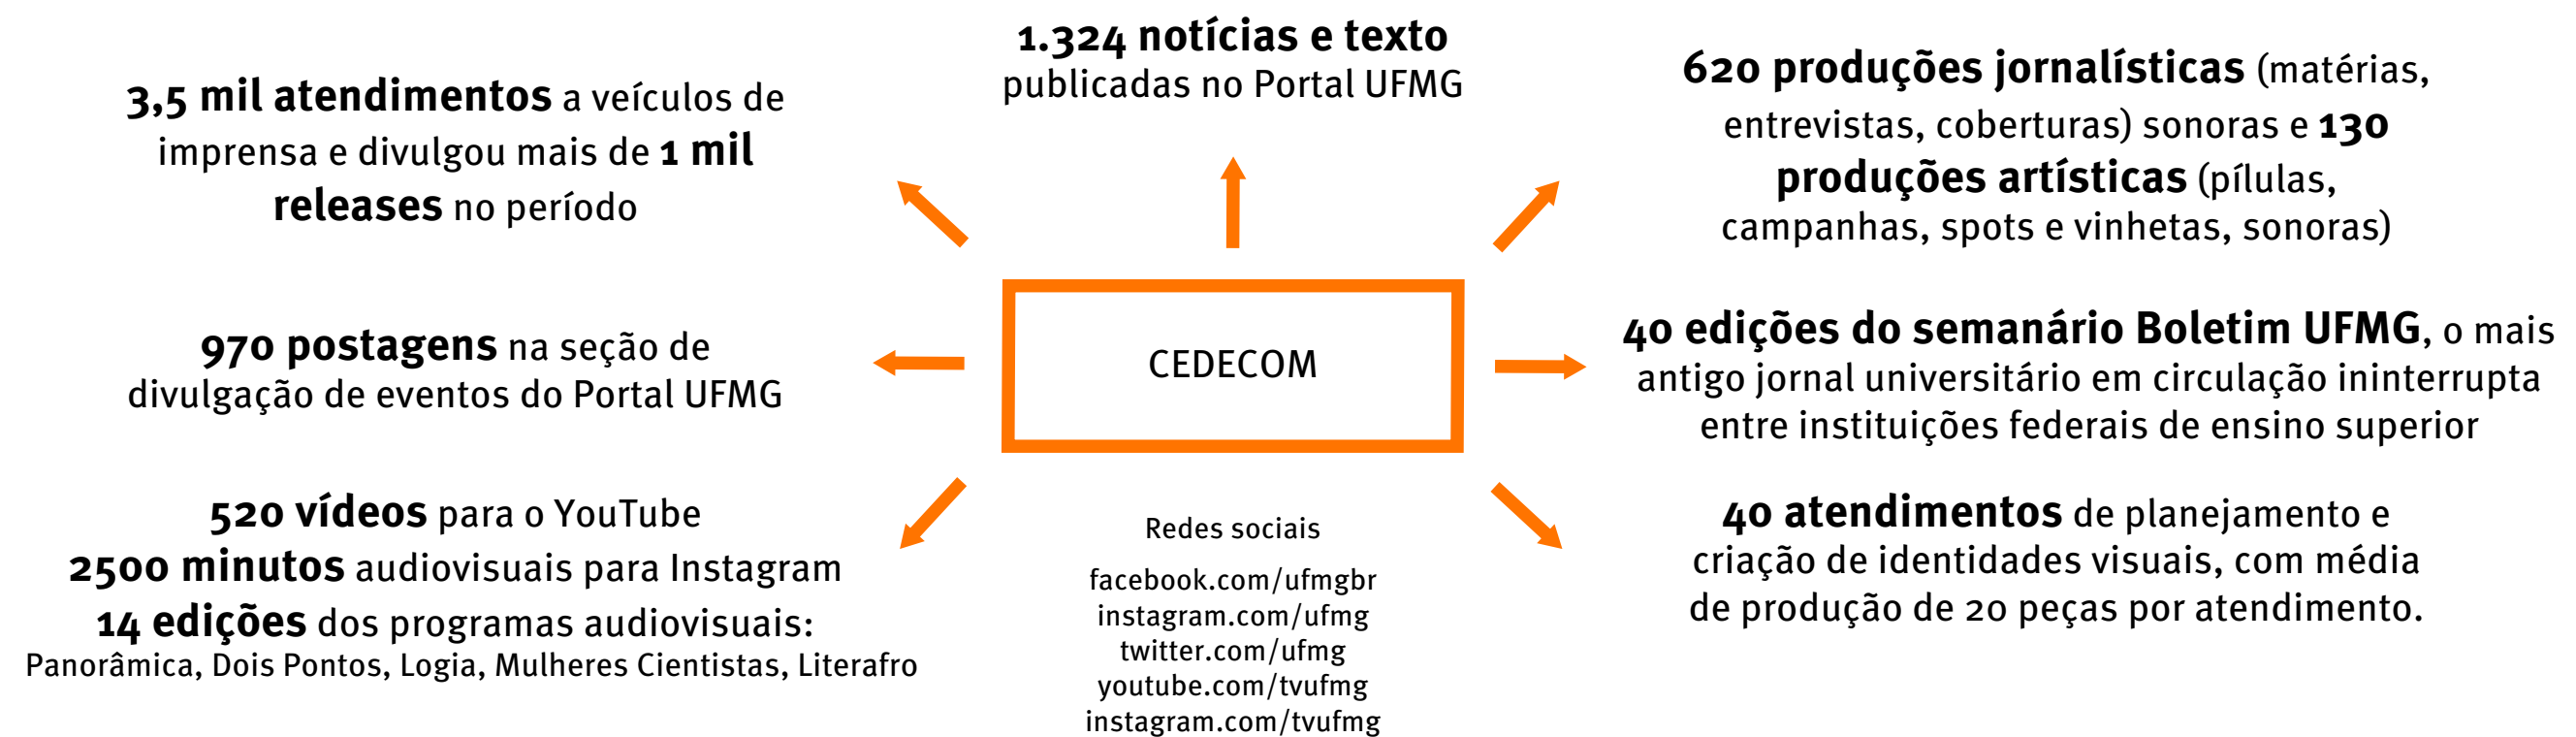 3,5 mil atendimentos a veículos de
imprensa e divulgou mais de 1 mil
releases no período
1.324 notícias e texto
publicadas no Portal UFMG
620 produções jornalísticas (matérias,
entrevistas, coberturas) sonoras e 130
produções artísticas (pílulas,
campanhas, spots e vinhetas, sonoras)
970 postagens na seção de
divulgação de eventos do Portal UFMG
CEDECOM
40 edições do semanário Boletim UFMG, o mais
antigo jornal universitário em circulação ininterrupta
entre instituições federais de ensino superior
520 vídeos para o YouTube
2500 minutos audiovisuais para Instagram
14 edições dos programas audiovisuais:
Panorâmica, Dois Pontos, Logia, Mulheres Cientistas, Literafro
Redes sociais
facebook.com/ufmgbr
instagram.com/ufmg
twitter.com/ufmg
youtube.com/tvufmg
instagram.com/tvufmg
40 atendimentos de planejamento e
criação de identidades visuais, com média
de produção de 20 peças por atendimento.